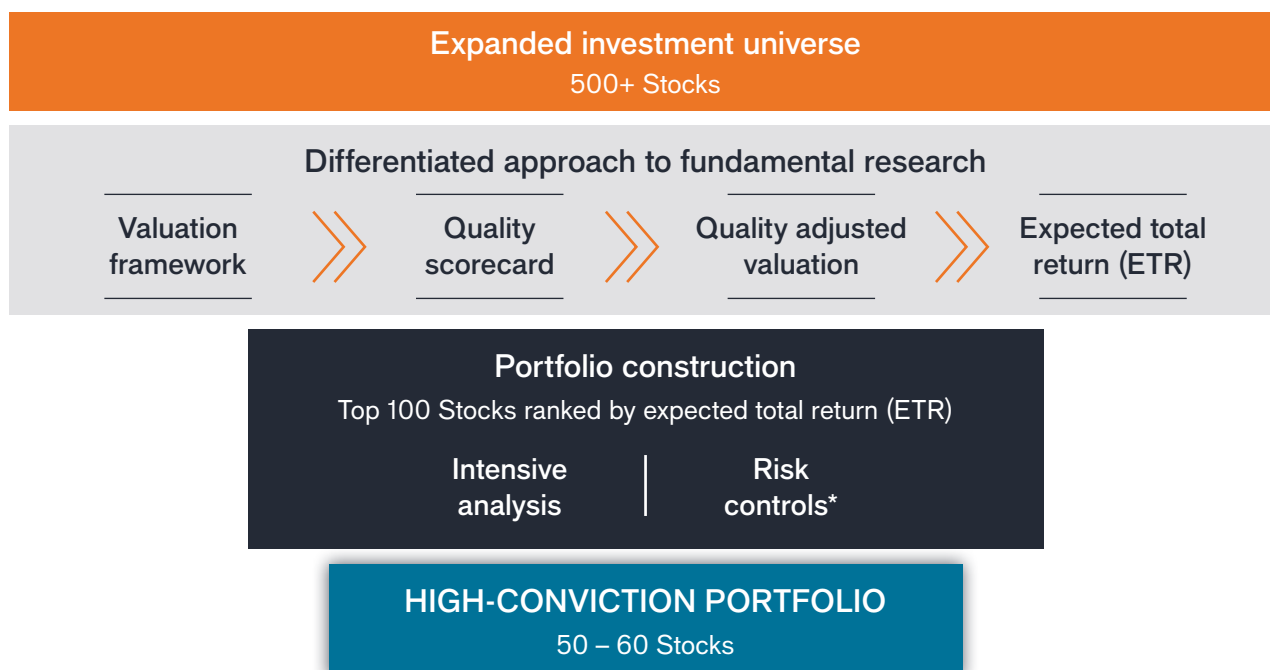 Expanded investment universe
500+ Stocks
Differentiated approach to fundamental research
Valuation
framework
Quality
scorecard
Quality adjusted
valuation
Expected total
return (ETR)
Portfolio construction
Top 100 Stocks ranked by expected total return (ETR)
Intensive
analysis
Risk
controls*
HIGH-CONVICTION PORTFOLIO
50 – 60 Stocks